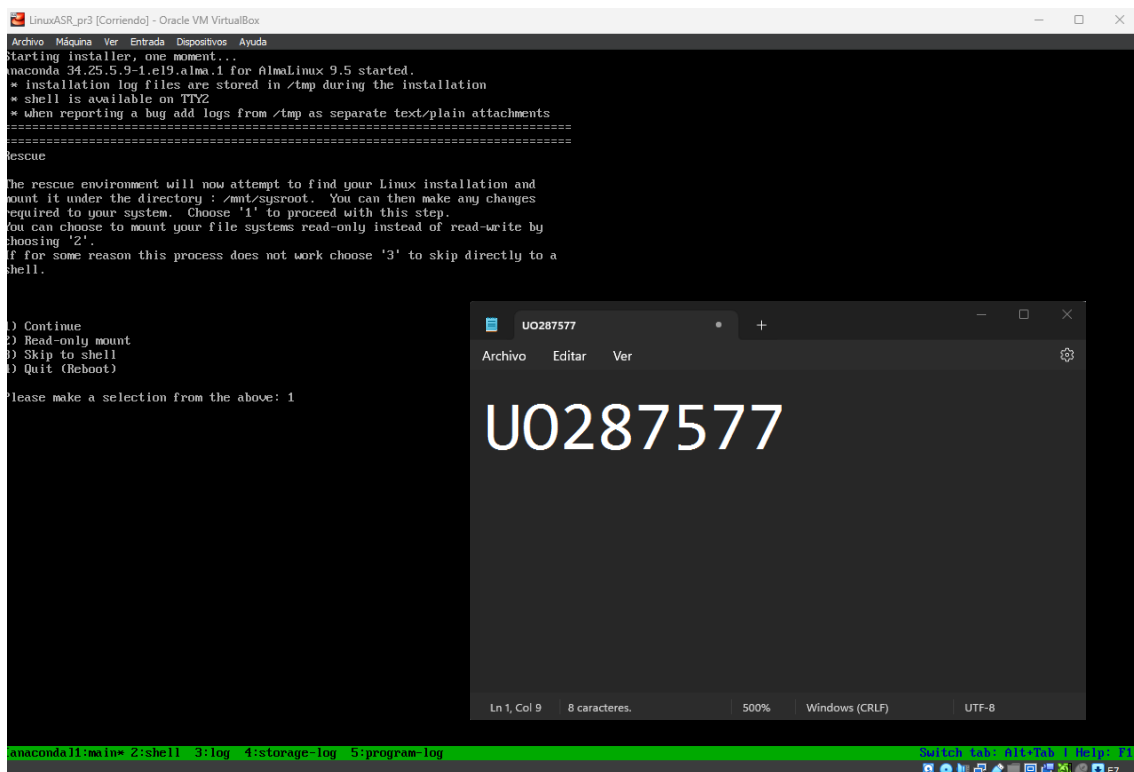 LinuxASR_pr3 [Corriendo] - Oracle VM VirtualBox
Archivo Máquina Ver Entrada Dispositivos Ayuda
Starting installer, one moment...
anaconda 34.25.5.9-1.el9.alma.1 for AlmaLinux 9.5 started.
* installation log files are stored in /tmp during the installation
* shell is available on TTY2
* when reporting a bug add logs from /tmp as separate text/plain attachments
================================================================================
================================================================================
Rescue
The rescue environment will now attempt to find your Linux installation and
mount it under the directory : /mnt/sysroot.  You can then make any changes
required to your system.  Choose '1' to proceed with this step.
You can choose to mount your file systems read-only instead of read-write by
choosing '2'.
If for some reason this process does not work choose '3' to skip directly to a
shell.
1) Continue
2) Read-only mount
3) Skip to shell
4) Quit (Reboot)
Please make a selection from the above: 1
UO287577
Archivo Editar Ver
UO287577
Ln 1, Col 9 8 caracteres. 500% Windows (CRLF) UTF-8
[anaconda]1:main* 2:shell 3:log 4:storage-log 5:program-log Switch tab: Alt+Tab | Help: F1
F7